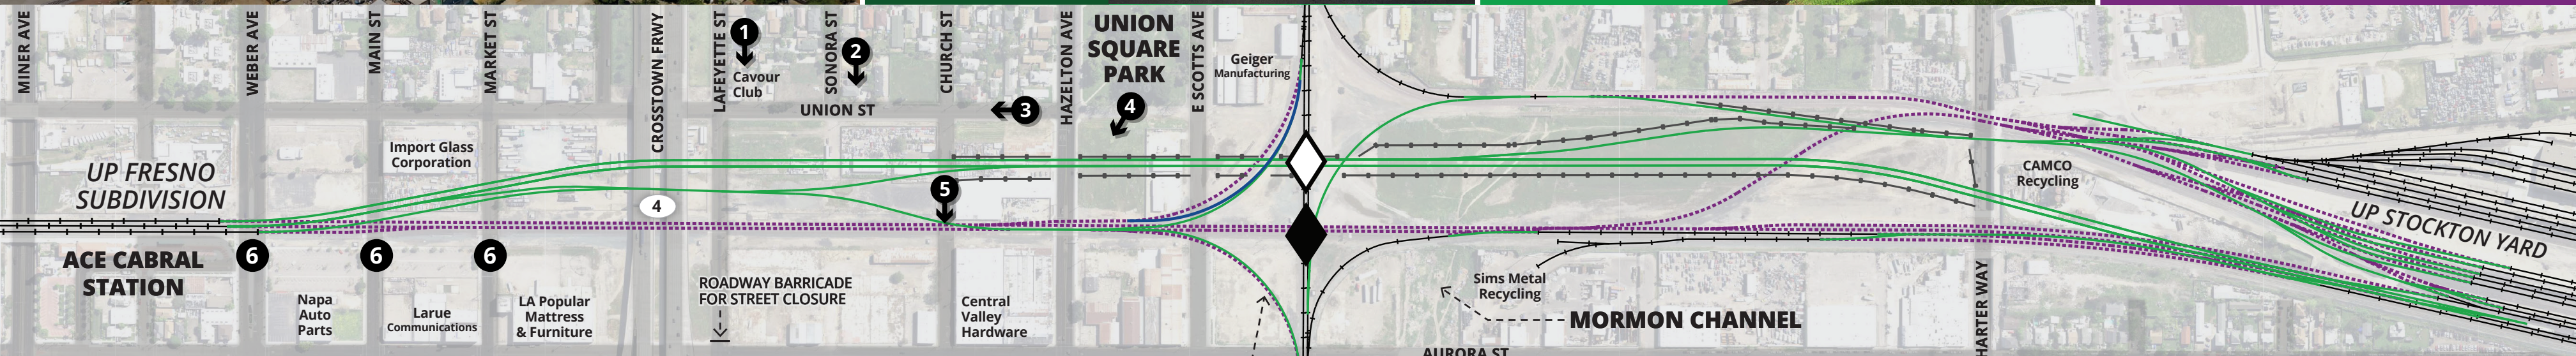 MINER AVE
WEBER AVE
MAIN ST
MARKET ST
CROSSTOWN FRWY
LAFEYETTE ST
1
Cavour
Club
SONORA ST
2
UNION ST
CHURCH ST
3
HAZELTON AVE
UNION
SQUARE
PARK
4
E SCOTTS AVE
Geiger
Manufacturing
Import Glass
Corporation
UP FRESNO
SUBDIVISION
4
5
CAMCO
Recycling
UP STOCKTON YARD
ACE CABRAL
STATION
6
6
6
Napa
Auto
Parts
Larue
Communications
LA Popular
Mattress
& Furniture
ROADWAY BARRICADE
FOR STREET CLOSURE
Central
Valley
Hardware
Sims Metal
Recycling
MORMON CHANNEL
AURORA ST
HARTER WAY